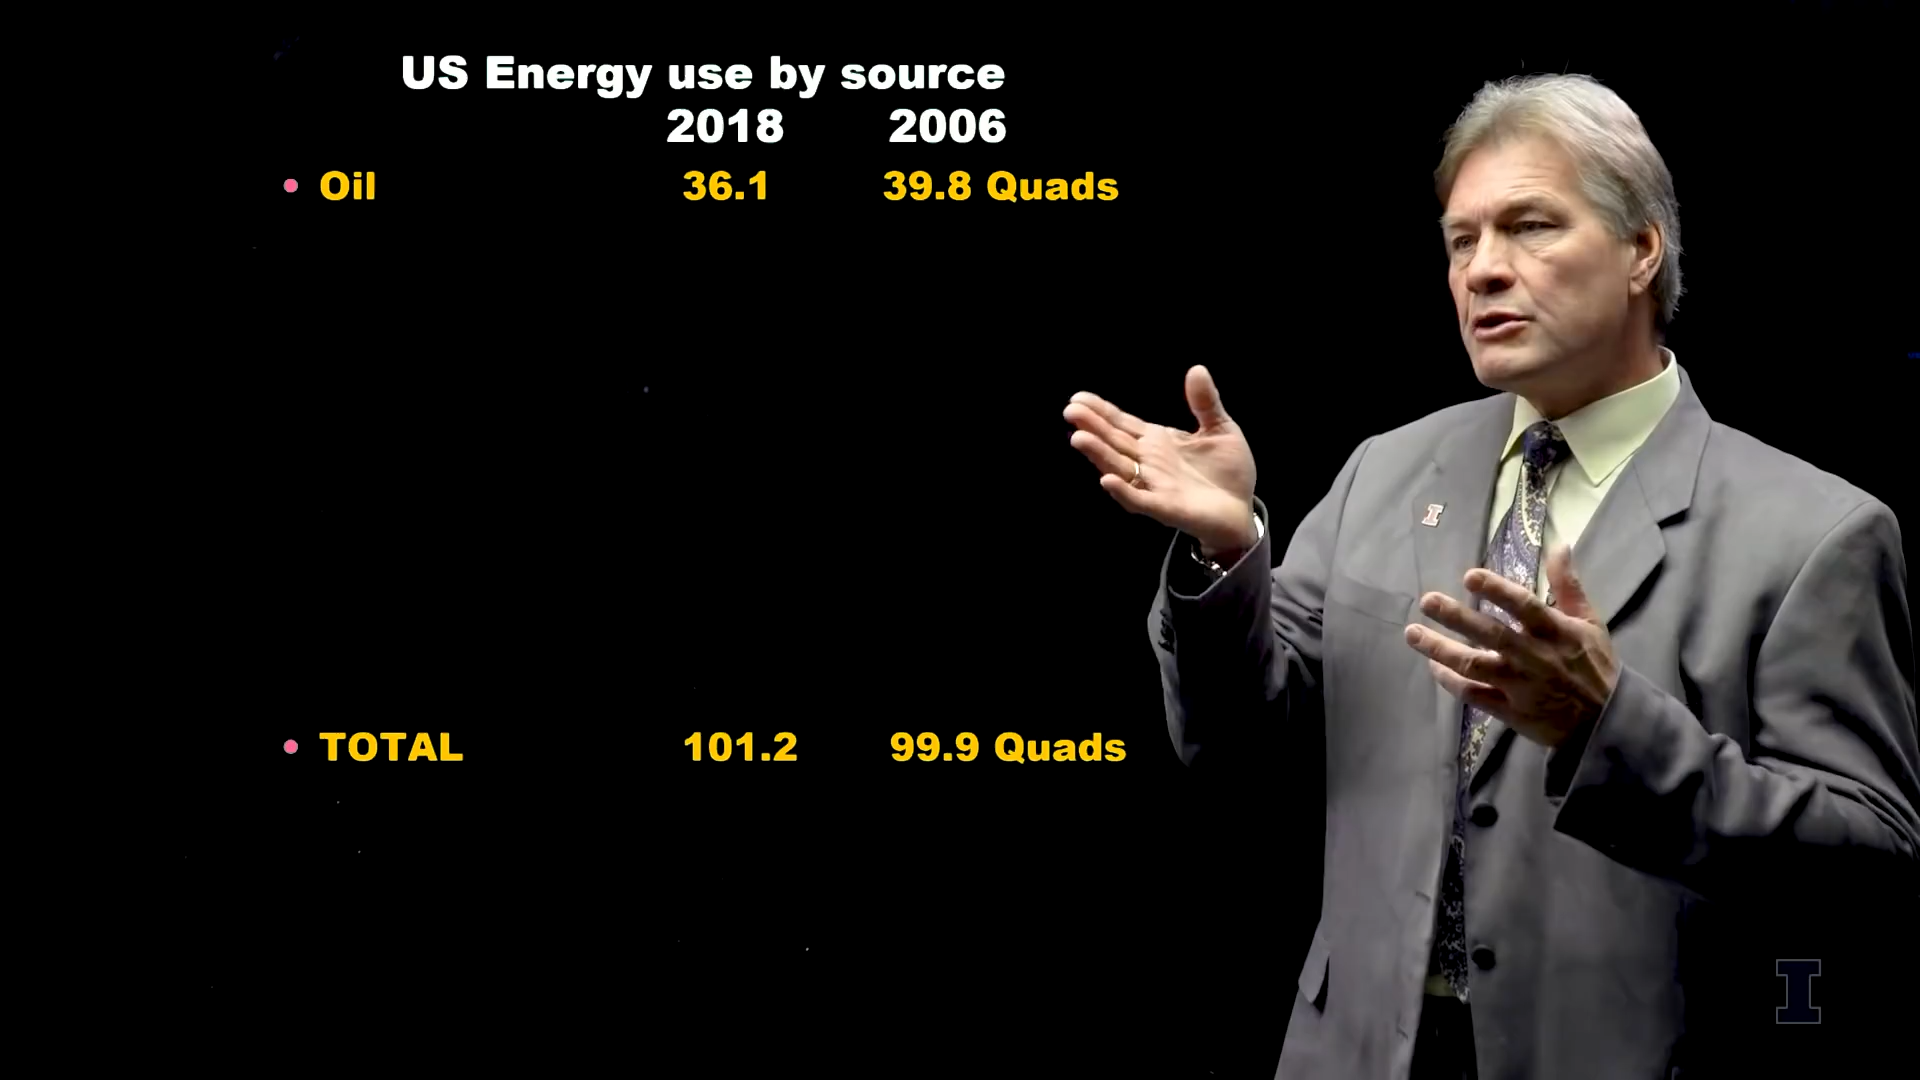 US Energy use by source
2018 2006
• Oil 36.1 39.8 Quads
• TOTAL 101.2 99.9 Quads
I
I